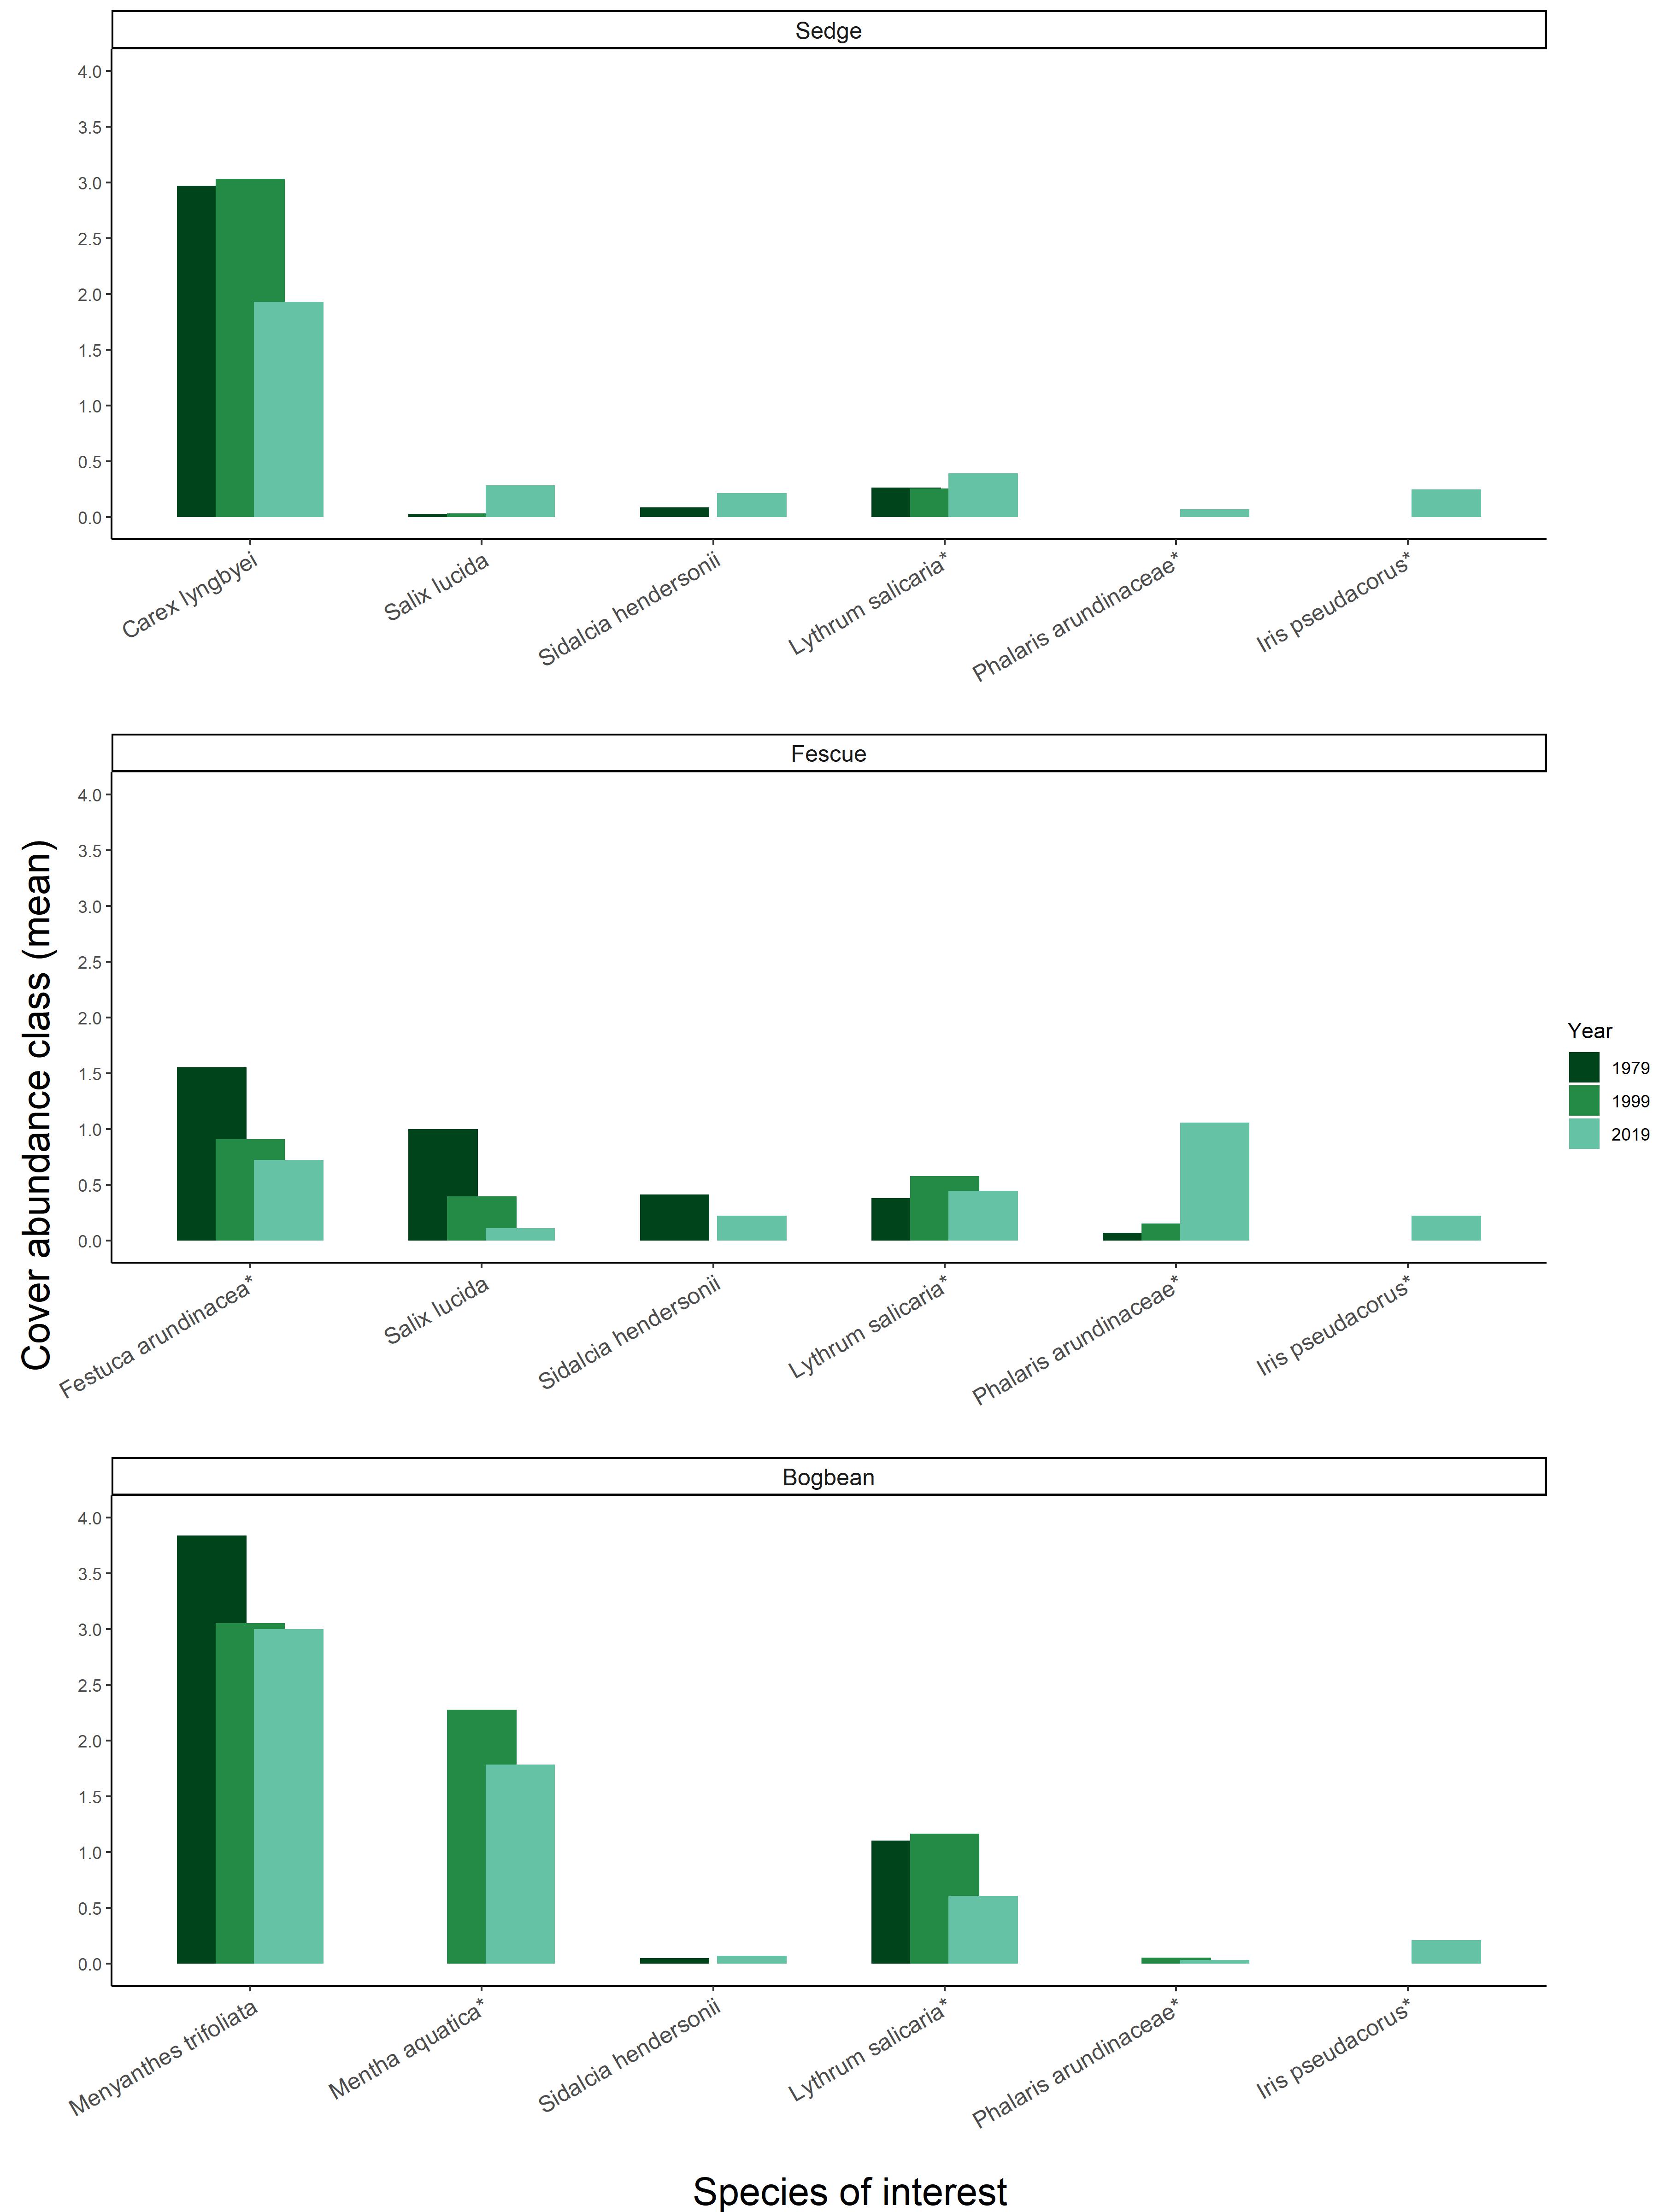 Sedge
4.0
3.5
3.0
2.5
2.0
1.5
1.0
0.5
0.0
Carex lyngbyei
Salix lucida
Sidalcia hendersonii
Lythrum salicaria*
Phalaris arundinaceae*
Iris pseudacorus*
Fescue
4.0
3.5
3.0
2.5
2.0
1.5
1.0
0.5
0.0
Festuca arundinacea*
Salix lucida
Sidalcia hendersonii
Lythrum salicaria*
Phalaris arundinaceae*
Iris pseudacorus*
Cover abundance class (mean)
Year
1979
1999
2019
Bogbean
4.0
3.5
3.0
2.5
2.0
1.5
1.0
0.5
0.0
Menyanthes trifoliata
Mentha aquatica*
Sidalcia hendersonii
Lythrum salicaria*
Phalaris arundinaceae*
Iris pseudacorus*
Species of interest